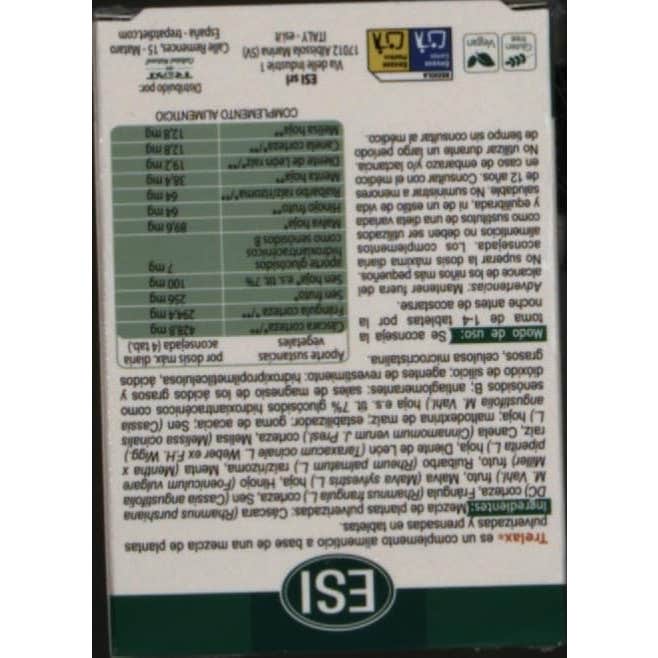 ESI
Trelax® es un complemento alimenticio a base de una mezcla de plantas
pulverizadas y prensadas en tabletas.
Ingredientes: Mezcla de plantas pulverizadas: Cáscara (Rhamnus purshiana
DC) corteza, Frángula (Rhamnus frangula L.) corteza, Sen (Cassia angustifolia
M. Vahl.) fruto, Malva (Malva sylvestris L.) hoja, Hinojo (Foeniculum vulgare
Miller) fruto, Ruibarbo (Rheum palmatum L.) raíz/rizoma, Menta (Mentha x
piperita L.) hoja, Diente de León (Taraxacum officinale L. Weber ex F.H. Wigg.)
raíz, Canela (Cinnamomum verum J. Presl.) corteza, Melisa (Melissa officinalis
L.) hoja; maltodextrina de maíz; estabilizador: goma de acacia; Sen (Cassia
angustifolia M. Vahl.) hoja e.s. tit. 7% glucósidos hidroxiantracénicos como
senósidos B; antiaglomerantes: sales de magnesio de los ácidos grasos y
dióxido de silicio; agentes de revestimiento: hidroxipropilmetilcelulosa, ácidos
grasos, celulosa microcristalina.
Modo de uso: Se aconseja la
toma de 1-4 tabletas por la
noche antes de acostarse.
Advertencias: Mantener fuera del
alcance de los niños más pequeños.
No superar la dosis máxima diaria
aconsejada. Los complementos
alimenticios no deben ser utilizados
como sustitutos de una dieta variada
y equilibrada, ni de un estilo de vida
saludable. No suministrar a menores
de 12 años. Consultar con el médico
en caso de embarazo y/o lactancia.
No utilizar durante un largo período
de tiempo sin consultar al médico.
Aporte sustancias por dosis máx. diaria
vegetales aconsejada (4 tab.)
Cáscara corteza*/** 428,8 mg
Frángula corteza*/** 294,4 mg
Sen fruto* 256 mg
Sen hoja* e.s. tit. 7% 100 mg
aporte glucósidos
hidroxiantracénicos
como senósidos B 7 mg
Malva hoja* 89,6 mg
Hinojo fruto** 64 mg
Ruibarbo raíz/rizoma*/** 64 mg
Menta hoja** 38,4 mg
Diente de León raíz*/** 19,2 mg
Canela corteza*/** 12,8 mg
Melisa hoja** 12,8 mg
COMPLEMENTO ALIMENTICIO
Gluten
free
Vegan
RECICLA
Envase
Cartón
Envase
Plástico
ESI srl
Via delle Industrie 1
17012 Albisola Marina (SV)
ITALY - esi.it
Distribuido por:
Calle Remences, 15 - Mataró
España - trepatdiet.com